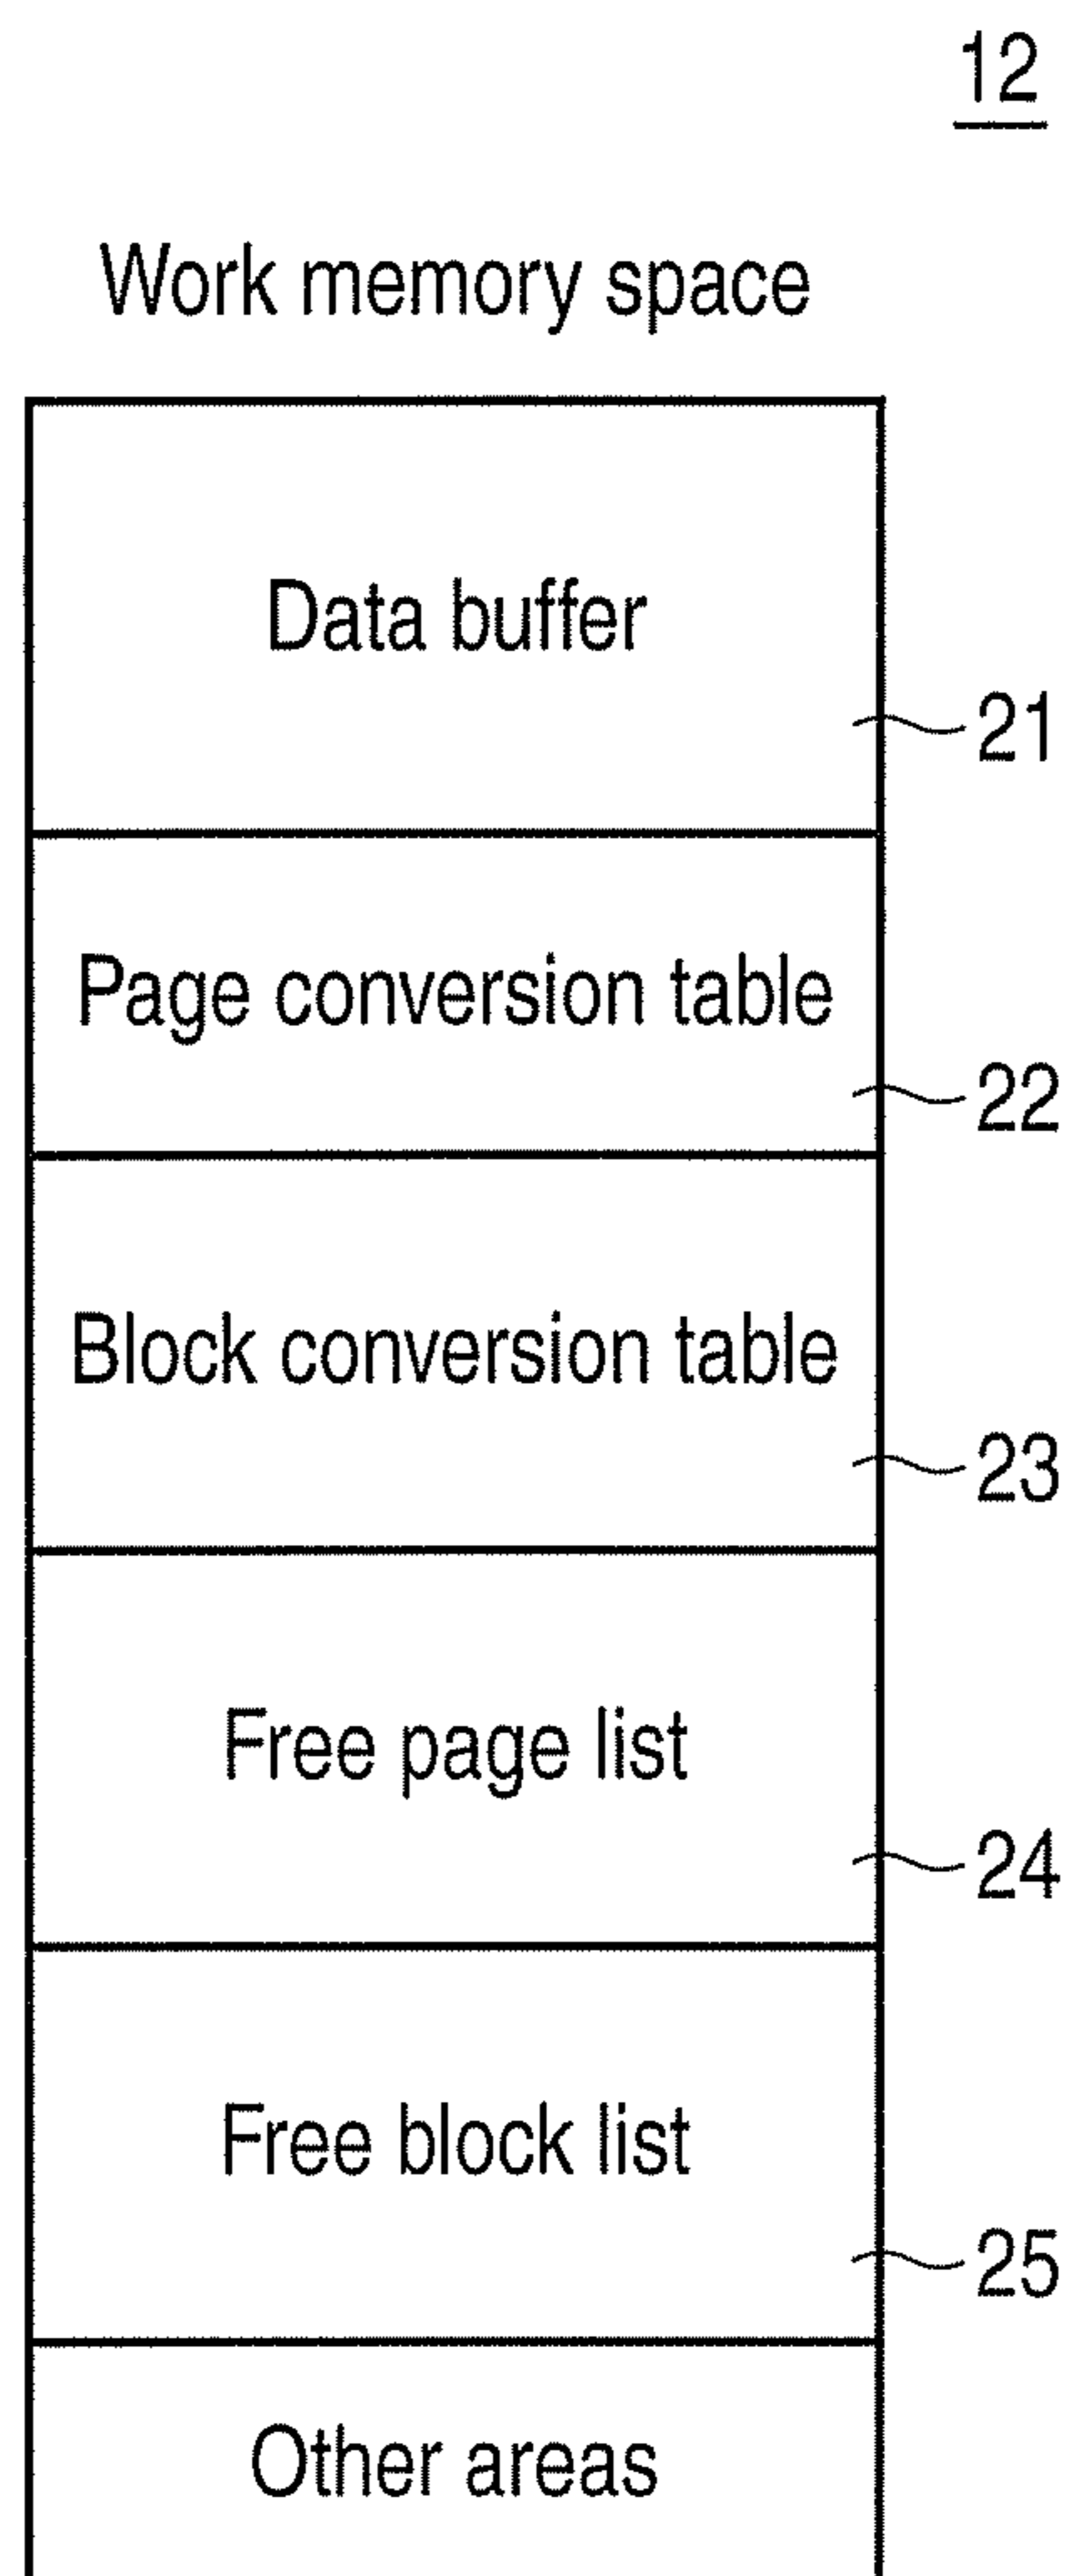 12
Work memory space
Data buffer
21
Page conversion table
22
Block conversion table
23
Free page list
24
Free block list
25
Other areas